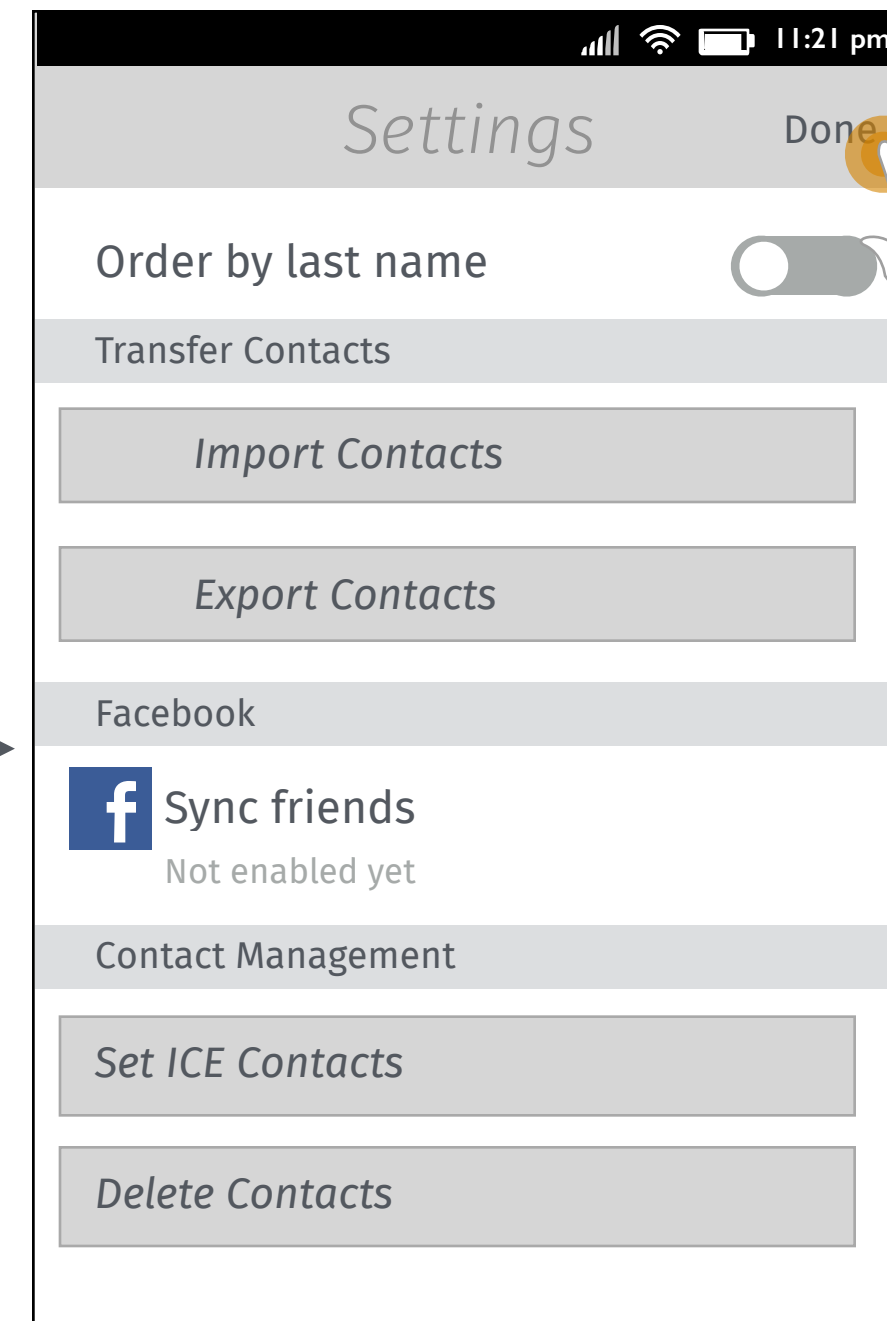 11:21 pm
Settings
Done
Order by last name
Transfer Contacts
Import Contacts
Export Contacts
Facebook
f
Sync friends
Not enabled yet
Contact Management
Set ICE Contacts
Delete Contacts